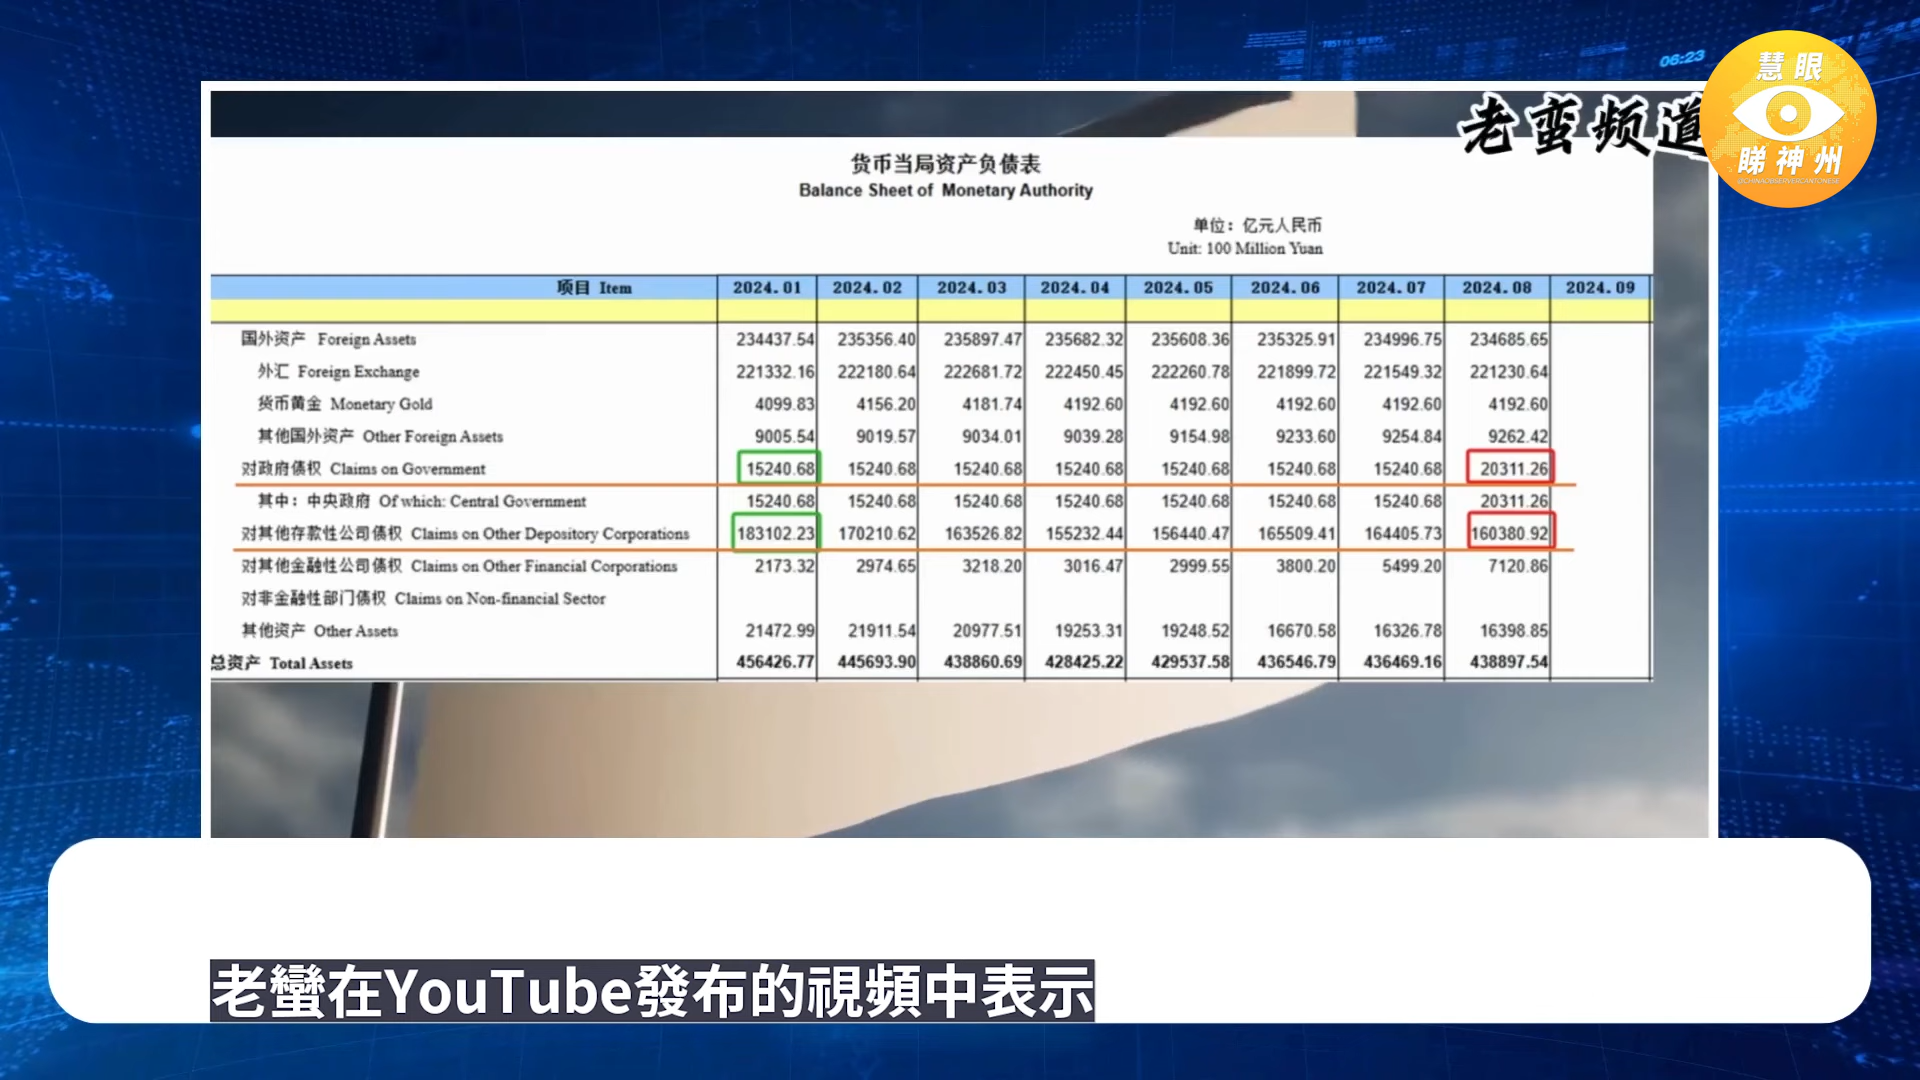 06:23
慧眼
睇神州
@CHINAOBSERVERCANTONESE
老蛮频道
货币当局资产负债表
Balance Sheet of Monetary Authority
单位：亿元人民币
Unit: 100 Million Yuan
项目 Item 2024.01 2024.02 2024.03 2024.04 2024.05 2024.06 2024.07 2024.08 2024.09
国外资产 Foreign Assets 234437.54 235356.40 235897.47 235682.32 235608.36 235325.91 234996.75 234685.65
外汇 Foreign Exchange 221332.16 222180.64 222681.72 222450.45 222260.78 221899.72 221549.32 221230.64
货币黄金 Monetary Gold 4099.83 4156.20 4181.74 4192.60 4192.60 4192.60 4192.60 4192.60
其他国外资产 Other Foreign Assets 9005.54 9019.57 9034.01 9039.28 9154.98 9233.60 9254.84 9262.42
对政府债权 Claims on Government 15240.68 15240.68 15240.68 15240.68 15240.68 15240.68 15240.68 20311.26
其中：中央政府 Of which: Central Government 15240.68 15240.68 15240.68 15240.68 15240.68 15240.68 15240.68 20311.26
对其他存款性公司债权 Claims on Other Depository Corporations 183102.23 170210.62 163526.82 155232.44 156440.47 165509.41 164405.73 160380.92
对其他金融性公司债权 Claims on Other Financial Corporations 2173.32 2974.65 3218.20 3016.47 2999.55 3800.20 5499.20 7120.86
对非金融性部门债权 Claims on Non-financial Sector
其他资产 Other Assets 21472.99 21911.54 20977.51 19253.31 19248.52 16670.58 16326.78 16398.85
总资产 Total Assets 456426.77 445693.90 438860.69 428425.22 429537.58 436546.79 436469.16 438897.54
老蠻在YouTube發布的視頻中表示